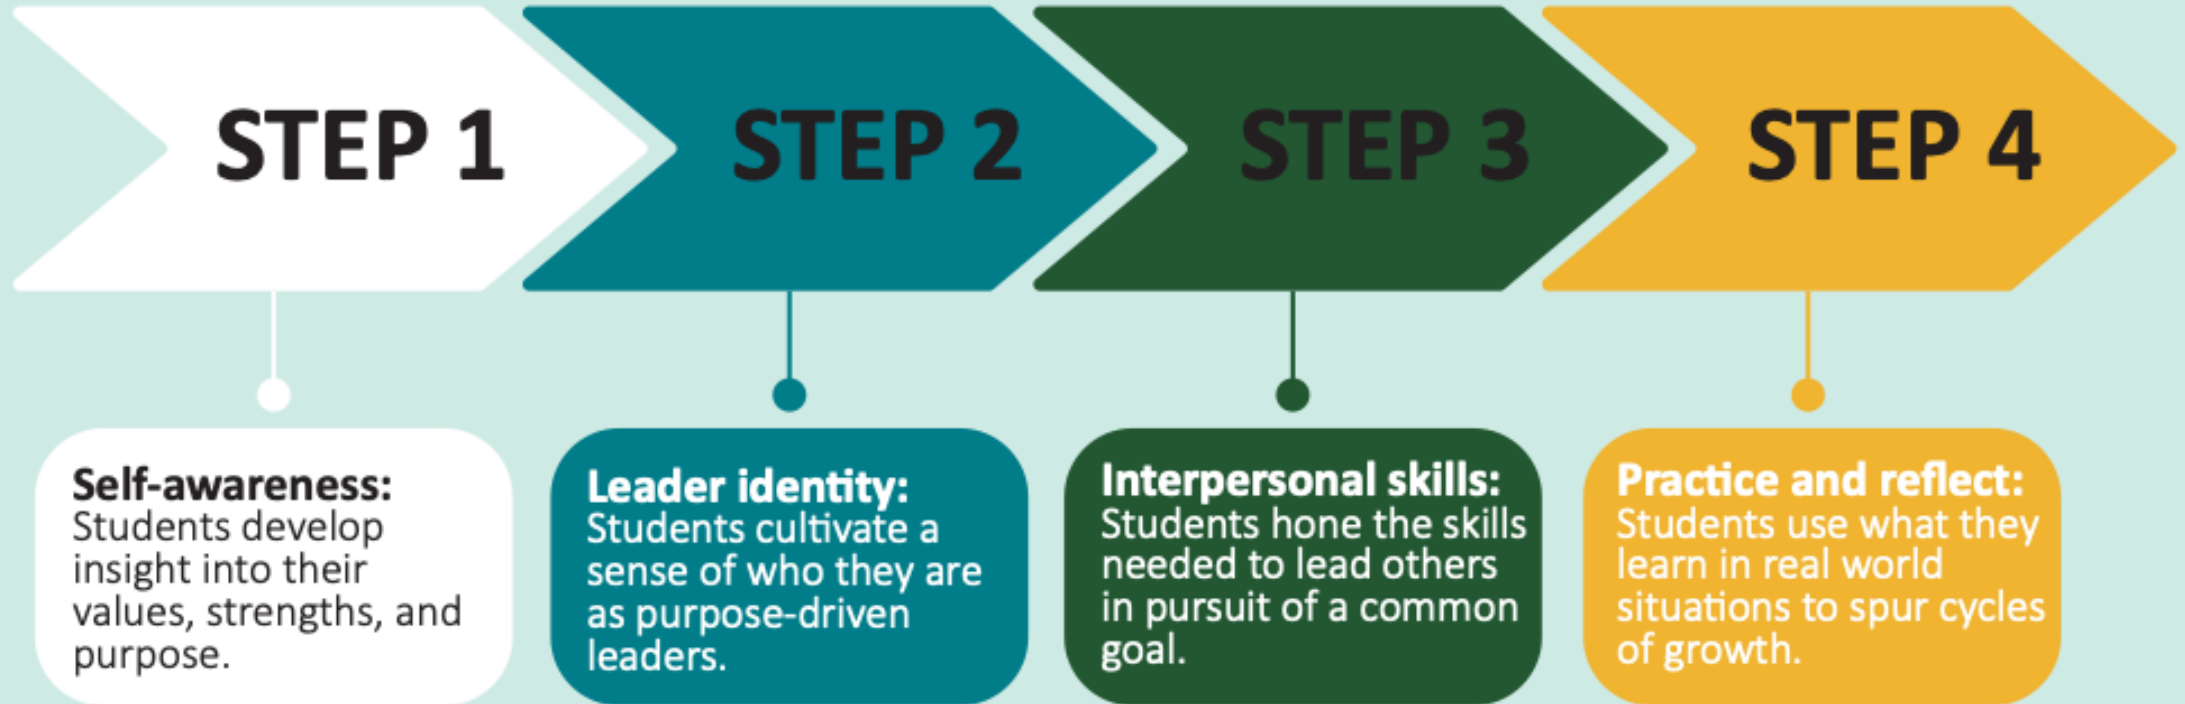 STEP 1
STEP 2
STEP 3
STEP 4
Self-awareness:
Students develop
insight into their
values, strengths, and
purpose.
Leader identity:
Students cultivate a
sense of who they are
as purpose-driven
leaders.
Interpersonal skills:
Students hone the skills
needed to lead others
in pursuit of a common
goal.
Practice and reflect:
Students use what they
learn in real world
situations to spur cycles
of growth.